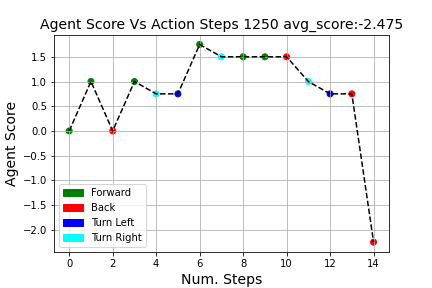 Agent Score Vs Action Steps 1250 avg_score:-2.475
Agent Score
1.5
1.0
0.5
0.0
−0.5
−1.0
−1.5
−2.0
Forward
Back
Turn Left
Turn Right
0 2 4 6 8 10 12 14
Num. Steps